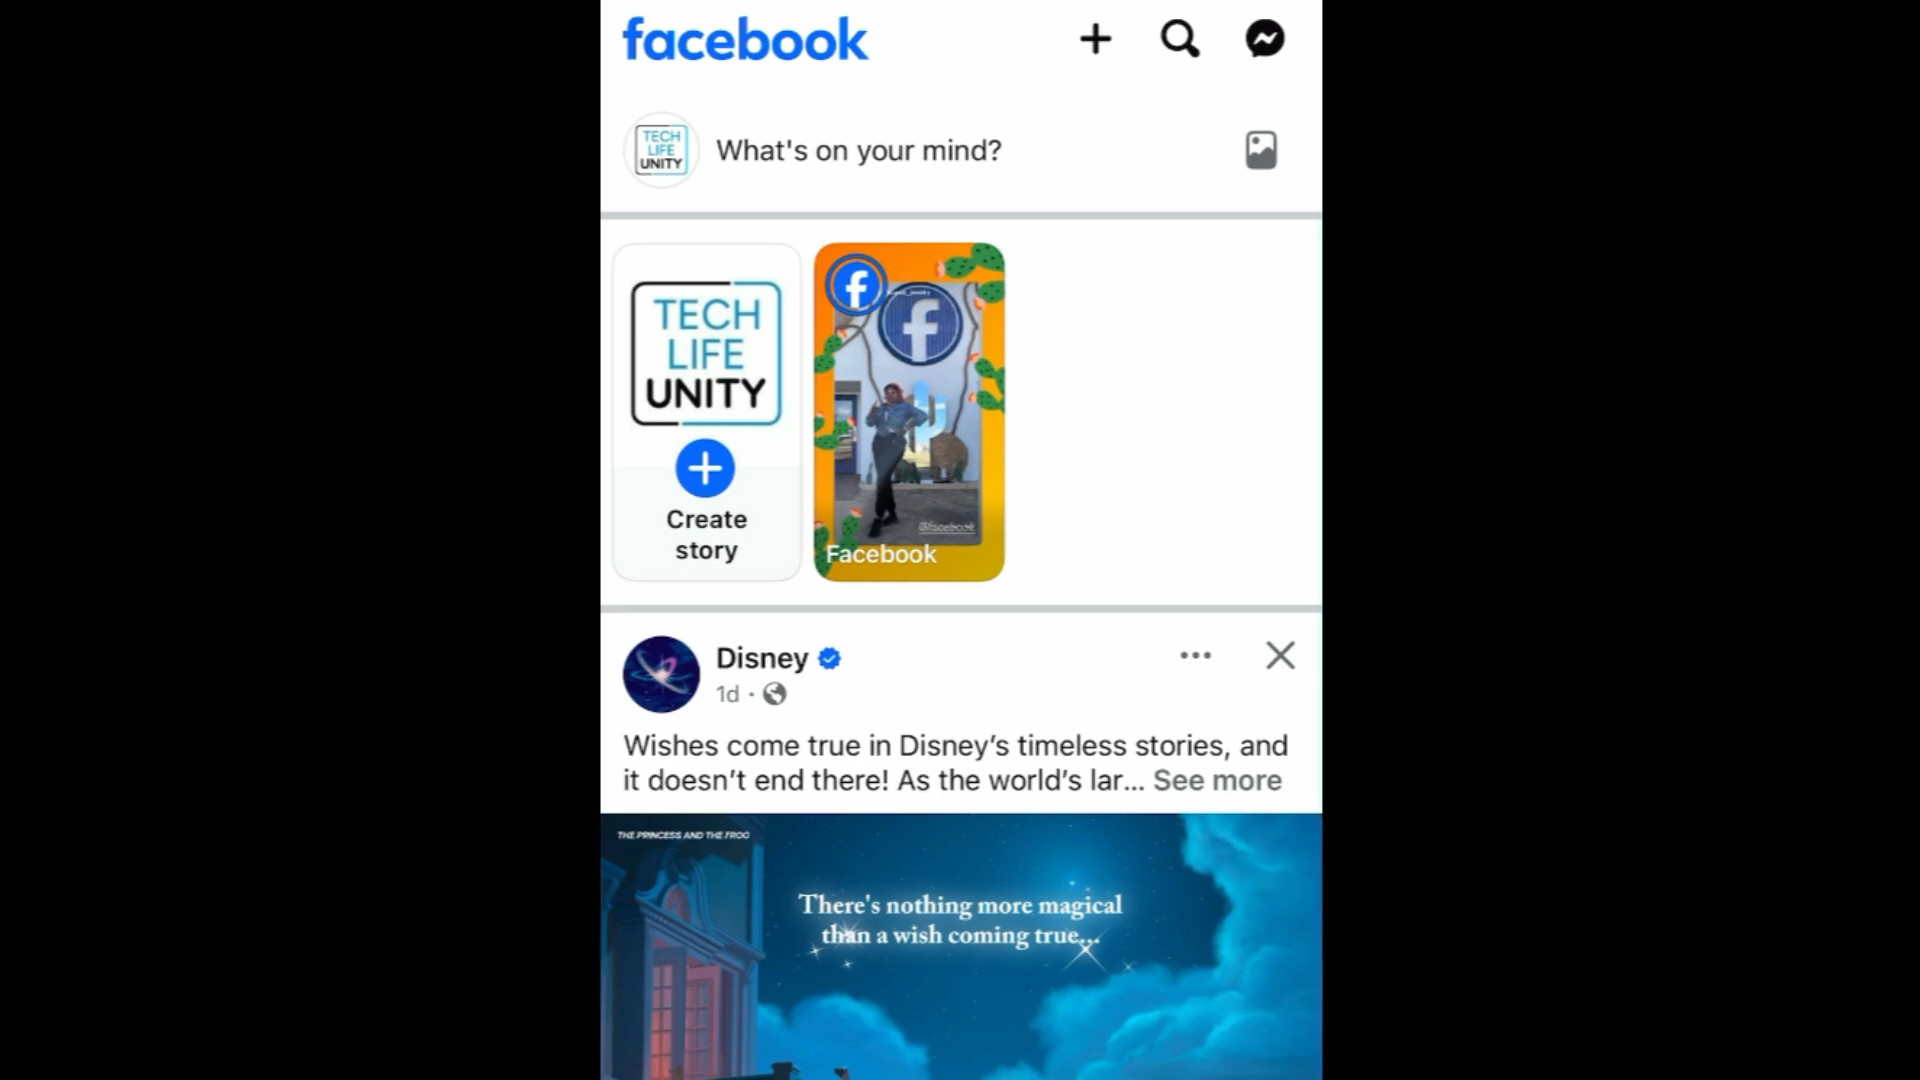 facebook
TECH
LIFE
UNITY
What's on your mind?
TECH
LIFE
UNITY
Create
story
@facebook
Facebook
Disney
1d ·
Wishes come true in Disney’s timeless stories, and
it doesn’t end there! As the world’s lar... See more
THE PRINCESS AND THE FROG
There's nothing more magical
than a wish coming true...